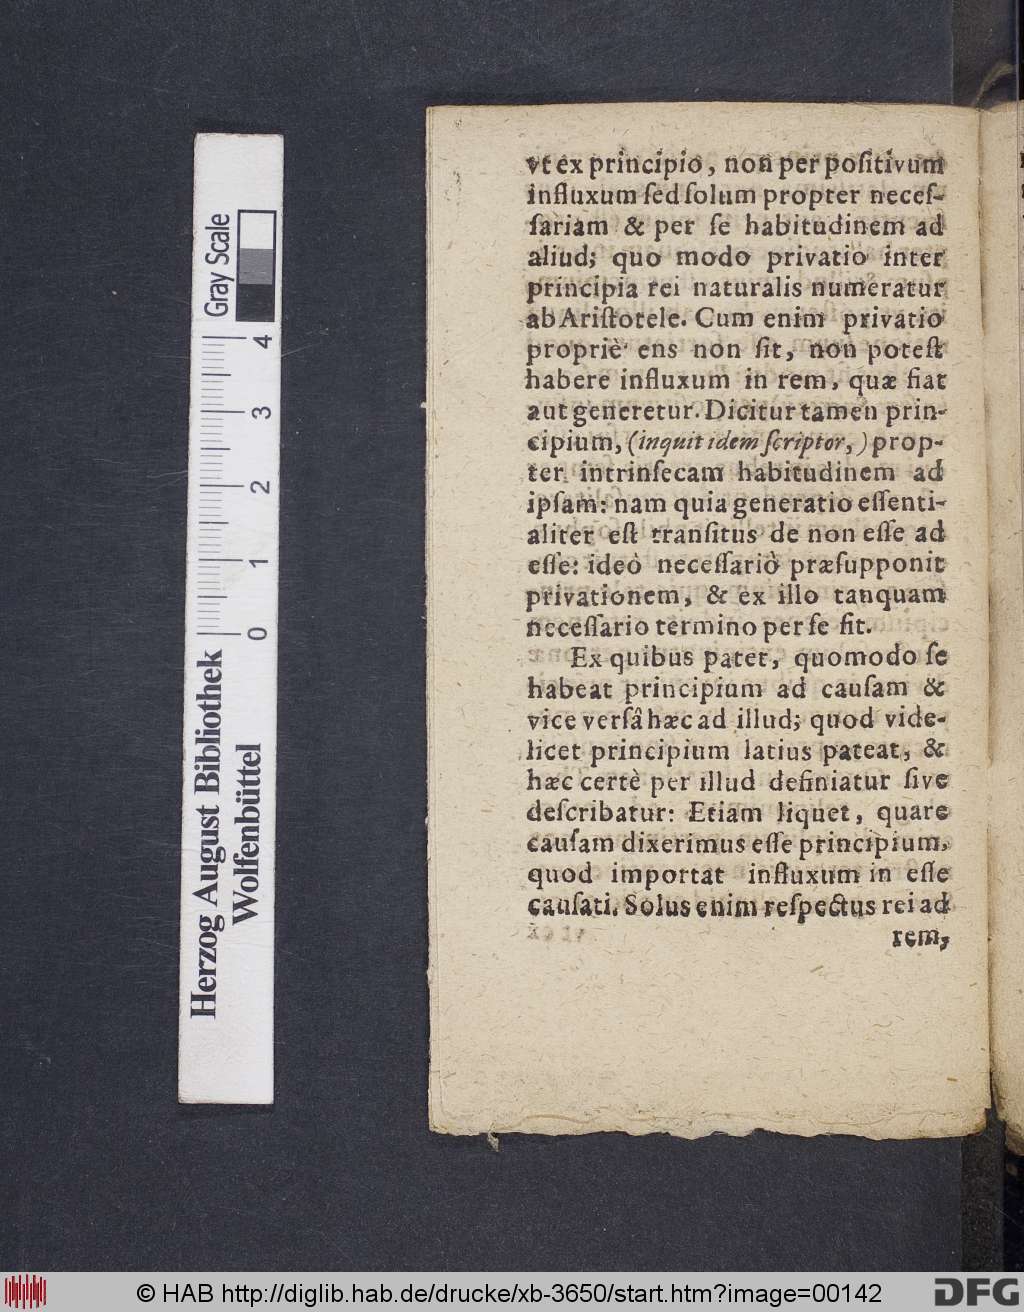 vt ex principio, non per poſitivum
influxum ſed ſolum propter neceſ-
ſariam & per ſe habitudinem ad
aliud; quo modo privatio inter
principia rei naturalis numeratur
ab Ariſtotele. Cum enim privatio
propriè ens non ſit, non poteſt
habere influxum in rem, quæ fiat
aut generetur. Dicitur tamen prin-
cipium, (inquit idem ſcriptor,) prop-
ter intrinſecam habitudinem ad
ipſam: nam quia generatio eſſenti-
aliter eſt tranſitus de non eſſe ad
eſſe: ideò neceſſariò præſupponit
privationem, & ex illo tanquam
neceſſario termino per ſe fit.
Ex quibus patet, quomodo ſe
habeat principium ad cauſam &
vice verſâ hæc ad illud; quod vide-
licet principium latius pateat, &
hæc certè per illud definiatur ſive
deſcribatur: Etiam liquet, quare
cauſam dixerimus eſſe principium,
quod importat influxum in eſſe
cauſati. Solus enim reſpectus rei ad
rem,
Gray Scale
0 1 2 3 4
Herzog August Bibliothek
Wolfenbüttel
© HAB http://diglib.hab.de/drucke/xb-3650/start.htm?image=00142
DFG